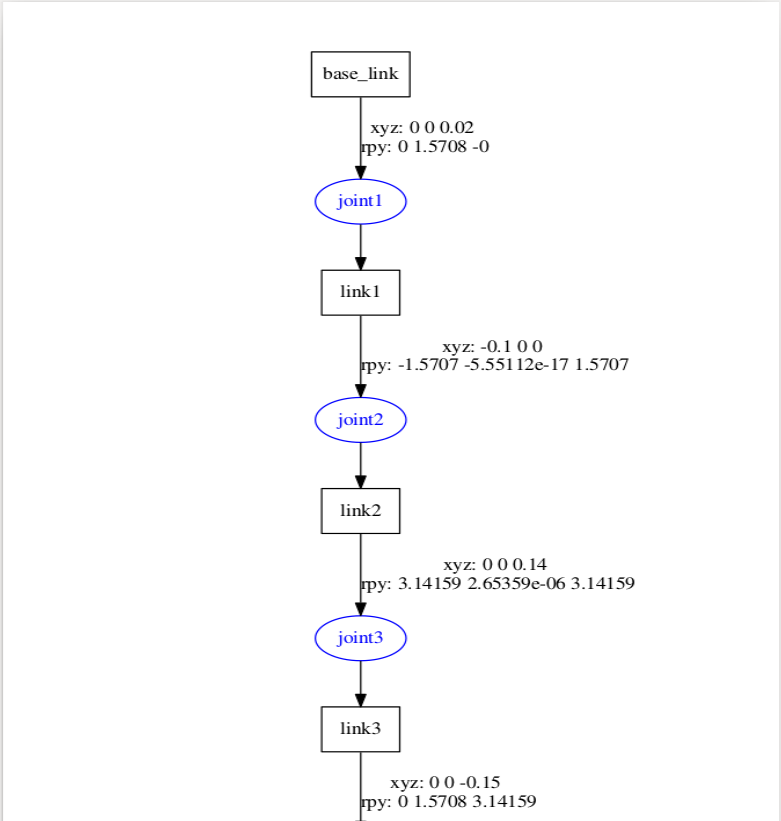 base_link
xyz: 0 0 0.02
rpy: 0 1.5708 -0
joint1
link1
xyz: -0.1 0 0
rpy: -1.5707 -5.55112e-17 1.5707
joint2
link2
xyz: 0 0 0.14
rpy: 3.14159 2.65359e-06 3.14159
joint3
link3
xyz: 0 0 -0.15
rpy: 0 1.5708 3.14159